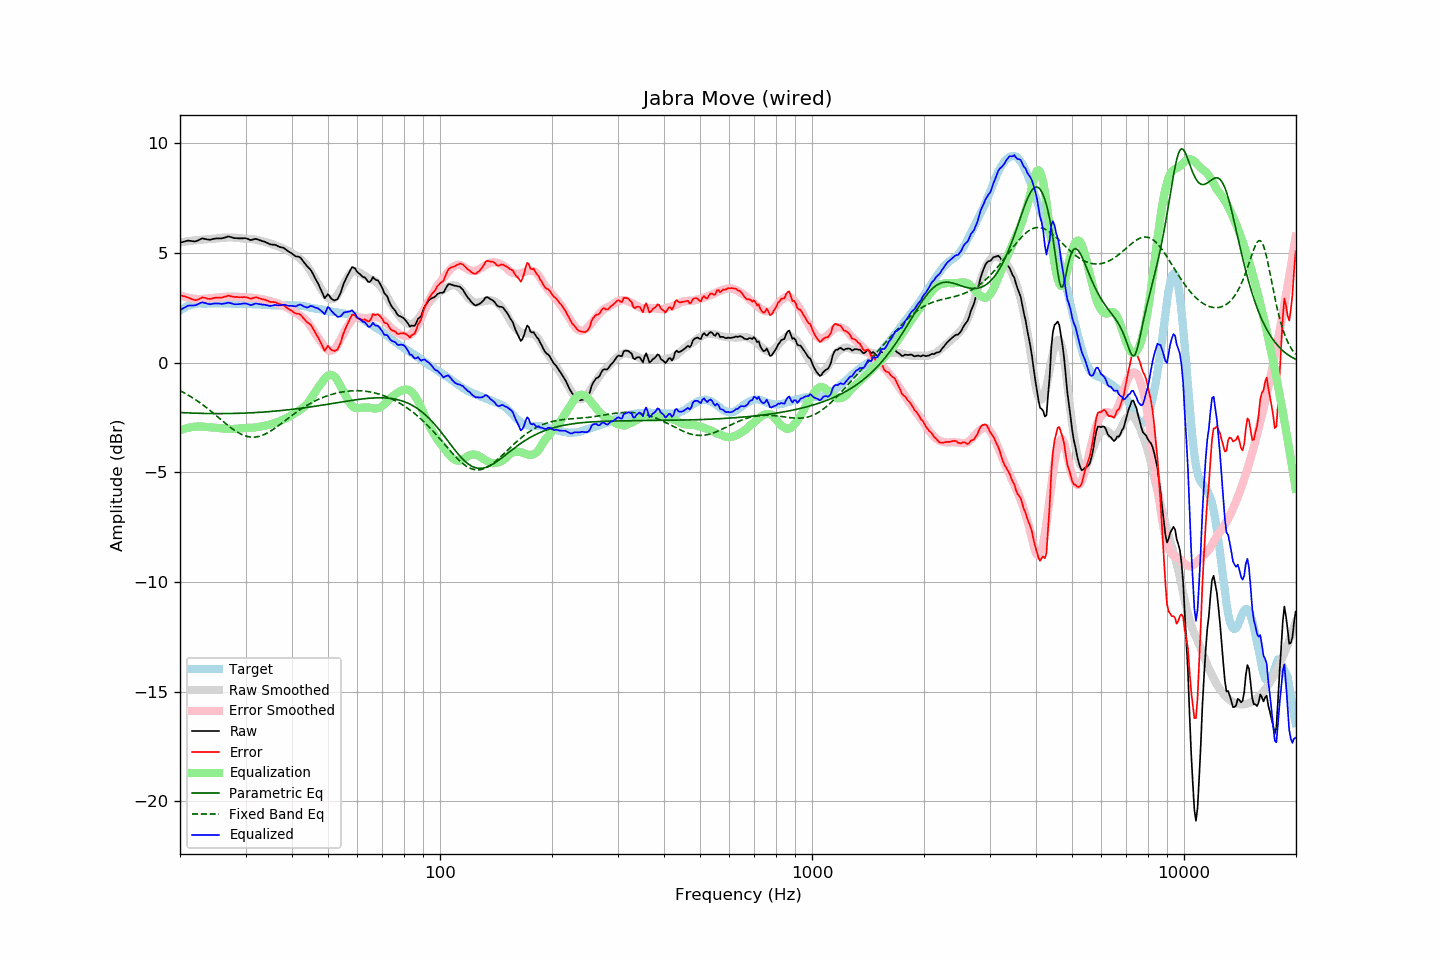 Jabra Move (wired)
10
5
0
−5
−10
−15
−20
Amplitude (dBr)
Target
Raw Smoothed
Error Smoothed
Raw
Error
Equalization
Parametric Eq
Fixed Band Eq
Equalized
100
1000
10000
Frequency (Hz)